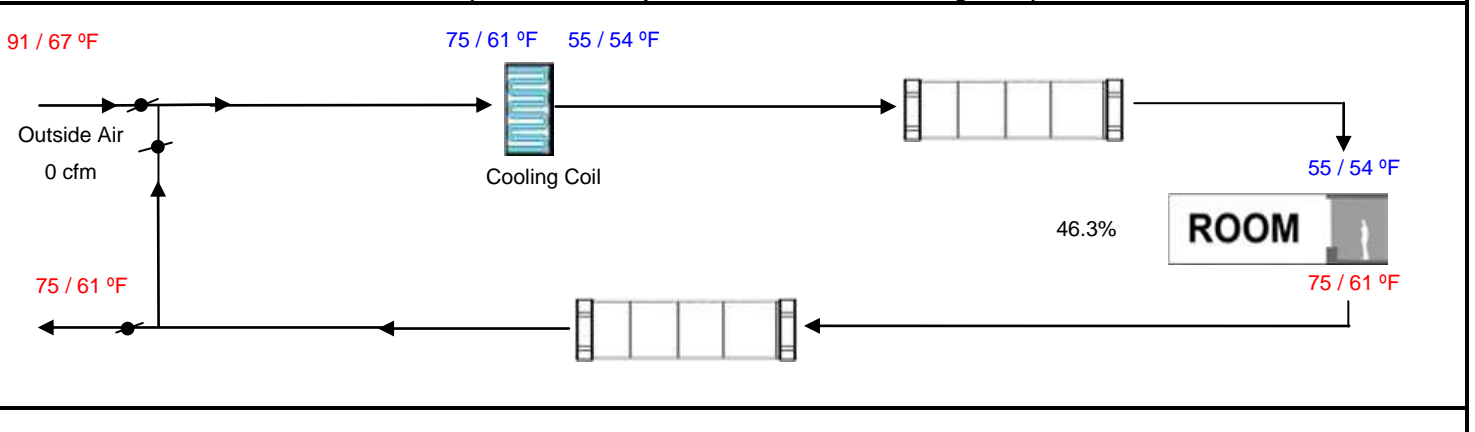 91 / 67 ºF
75 / 61 ºF
55 / 54 ºF
Outside Air
0 cfm
Cooling Coil
55 / 54 ºF
46.3%
ROOM
75 / 61 ºF
75 / 61 ºF